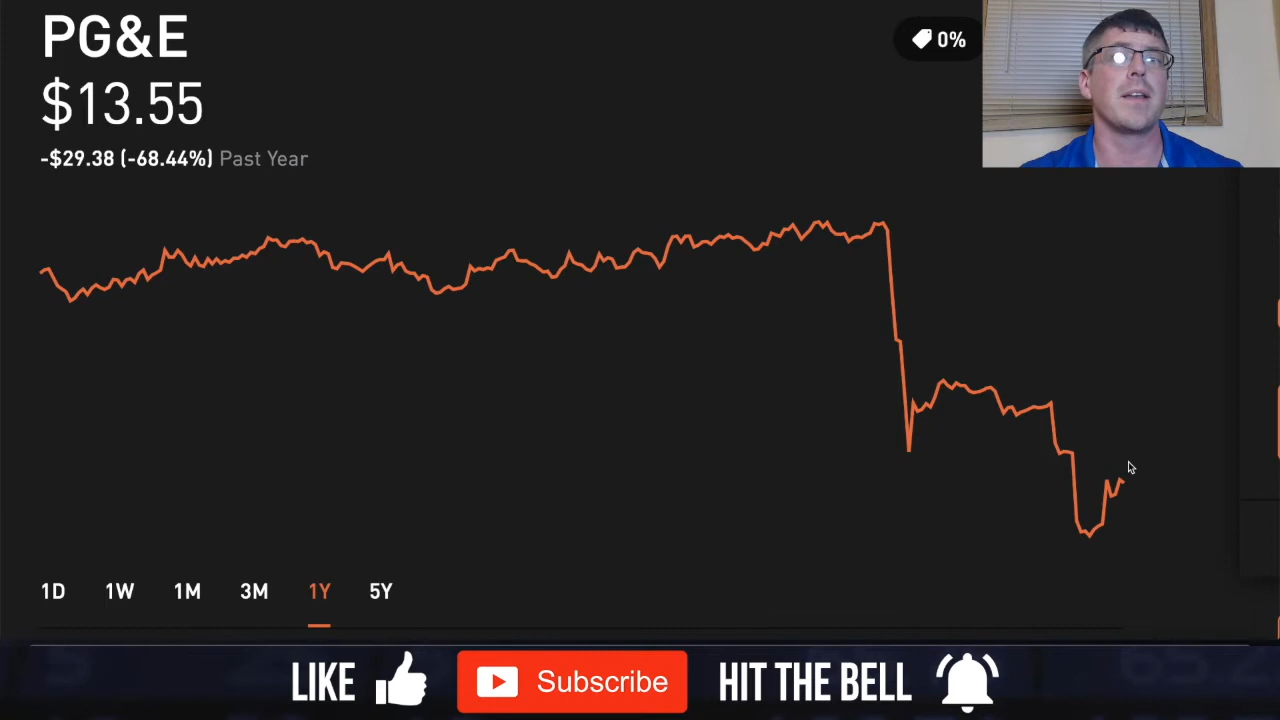 PG&E
0%
$13.55
-$29.38 (-68.44%) Past Year
1D 1W 1M 3M 1Y 5Y
LIKE Subscribe HIT THE BELL